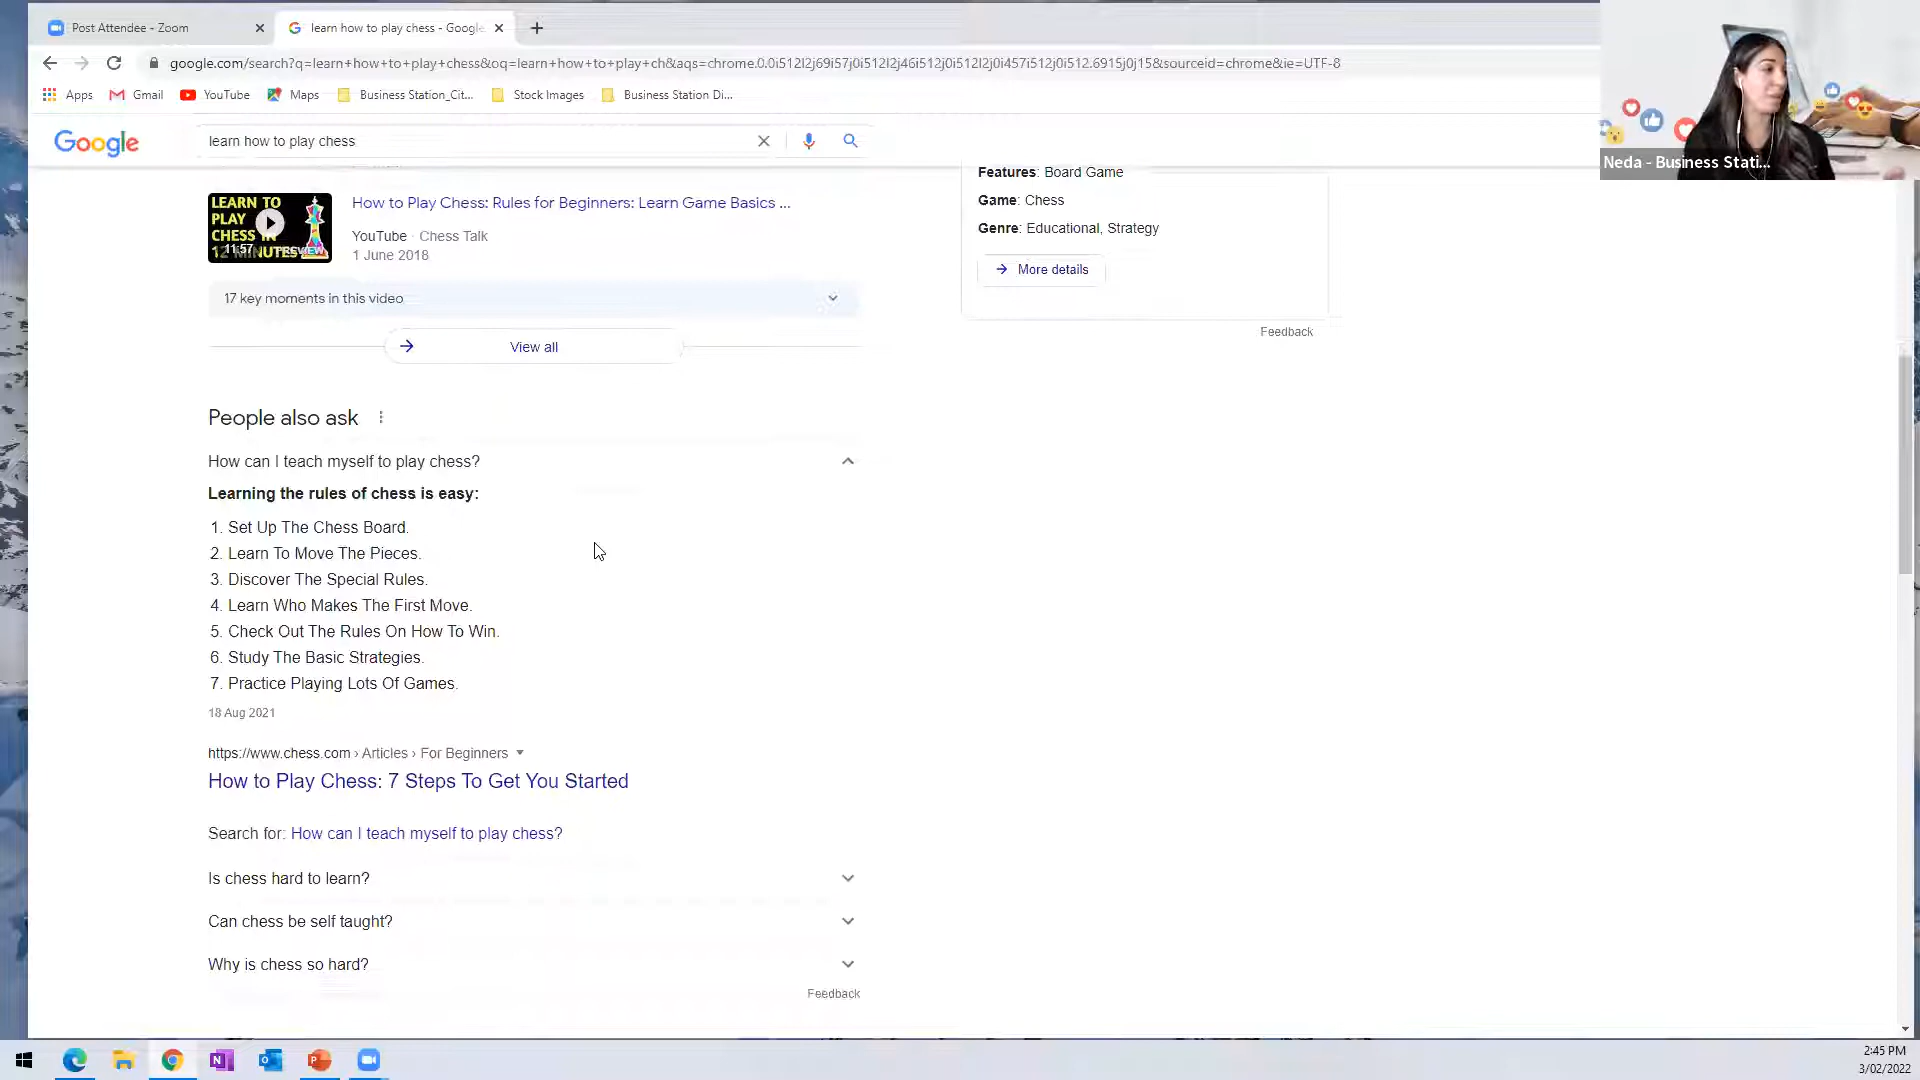 Post Attendee - Zoom
learn how to play chess - Google
google.com/search?q=learn+how+to+play+chess&oq=learn+how+to+play+ch&aqs=chrome.0.0i512l2j69i57j0i512l2j46i512j0i512l2j0i457i512j0i512.6915j0j15&sourceid=chrome&ie=UTF-8
Apps Gmail YouTube Maps Business Station_Cit... Stock Images Business Station Di...
Neda - Business Stati...
Google learn how to play chess
Features: Board Game
Game: Chess
Genre: Educational, Strategy
More details
Feedback
LEARN TO
PLAY
CHESS IN
12 MINUTES
11:57 PREVIEW
How to Play Chess: Rules for Beginners: Learn Game Basics ...
YouTube · Chess Talk
1 June 2018
17 key moments in this video
View all
People also ask
How can I teach myself to play chess?
Learning the rules of chess is easy:
1. Set Up The Chess Board.
2. Learn To Move The Pieces.
3. Discover The Special Rules.
4. Learn Who Makes The First Move.
5. Check Out The Rules On How To Win.
6. Study The Basic Strategies.
7. Practice Playing Lots Of Games.
18 Aug 2021
https://www.chess.com › Articles › For Beginners
How to Play Chess: 7 Steps To Get You Started
Search for: How can I teach myself to play chess?
Is chess hard to learn?
Can chess be self taught?
Why is chess so hard?
Feedback
2:45 PM
3/02/2022